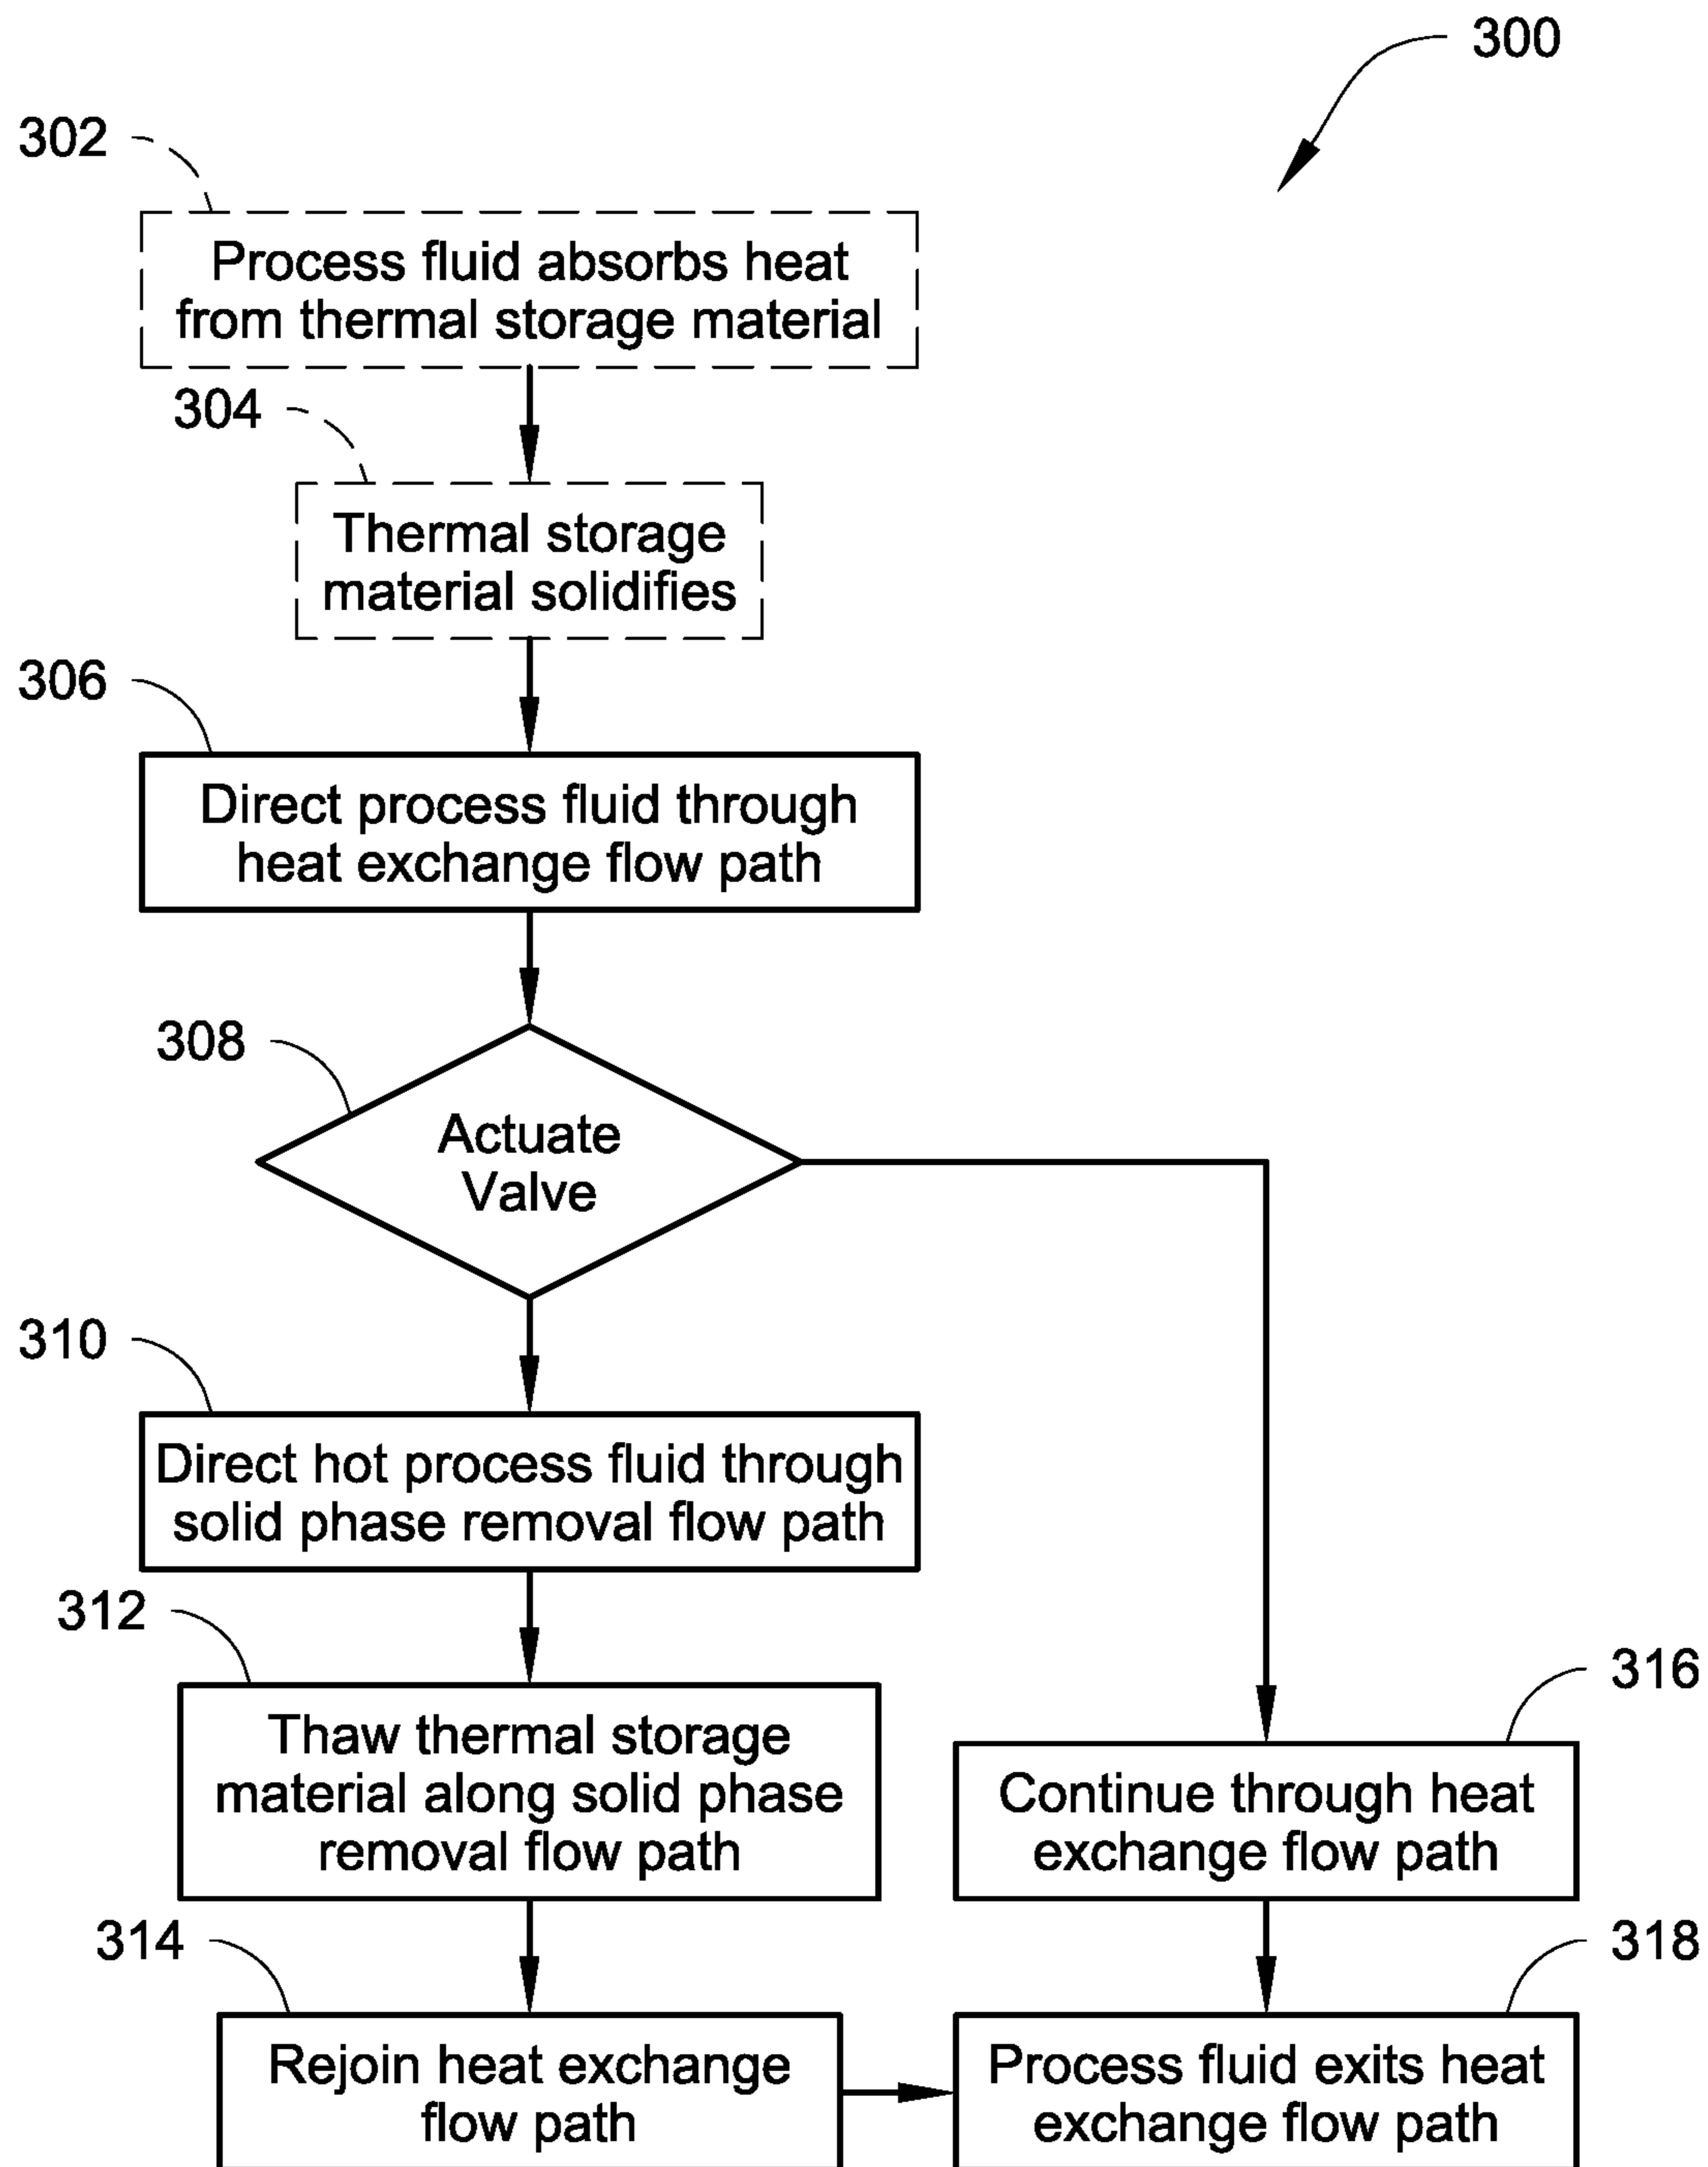 300
302
Process fluid absorbs heat
from thermal storage material
304
Thermal storage
material solidifies
306
Direct process fluid through
heat exchange flow path
308
Actuate
Valve
310
Direct hot process fluid through
solid phase removal flow path
312
Thaw thermal storage
material along solid phase
removal flow path
316
Continue through heat
exchange flow path
314
Rejoin heat exchange
flow path
318
Process fluid exits heat
exchange flow path